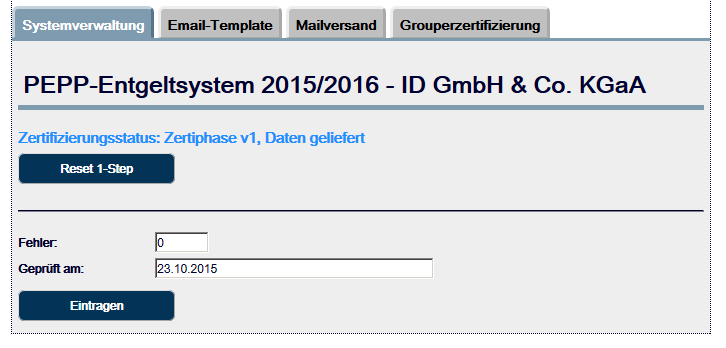 Systemverwaltung Email-Template Mailversand Grouperzertifizierung
PEPP-Entgeltsystem 2015/2016 - ID GmbH & Co. KGaA
Zertifizierungsstatus: Zertiphase v1, Daten geliefert
Reset 1-Step
Fehler: 0
Geprüft am: 23.10.2015
Eintragen